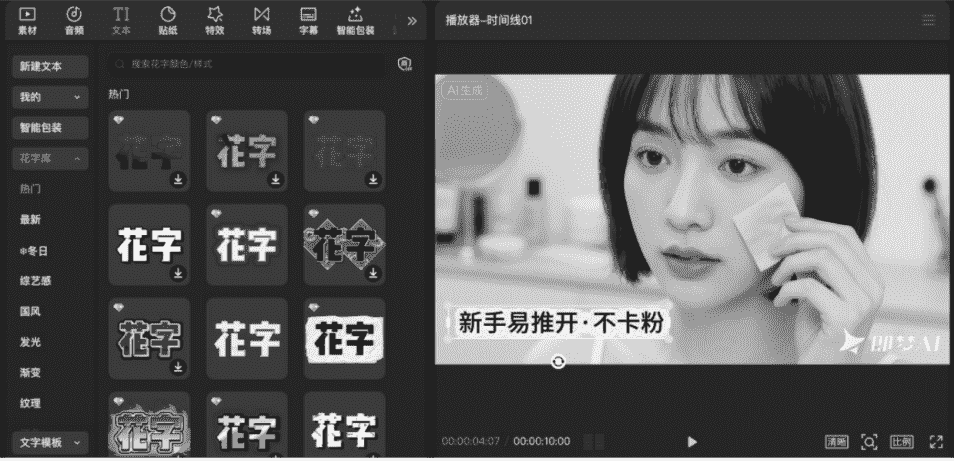 素材 音频 文本 贴纸 特效 转场 字幕 智能包装
播放器-时间线01
新建文本
搜索花字颜色/样式
我的
热门
智能包装
花字库
热门
最新
❄冬日
综艺感
国风
发光
渐变
纹理
文字模板
花字 花字 花字
花字 花字 花字
花字 花字 花字
花字 花字 花字
AI生成
新手易推开·不卡粉
即梦AI
00:00:04:07 / 00:00:10:00
清晰
比例